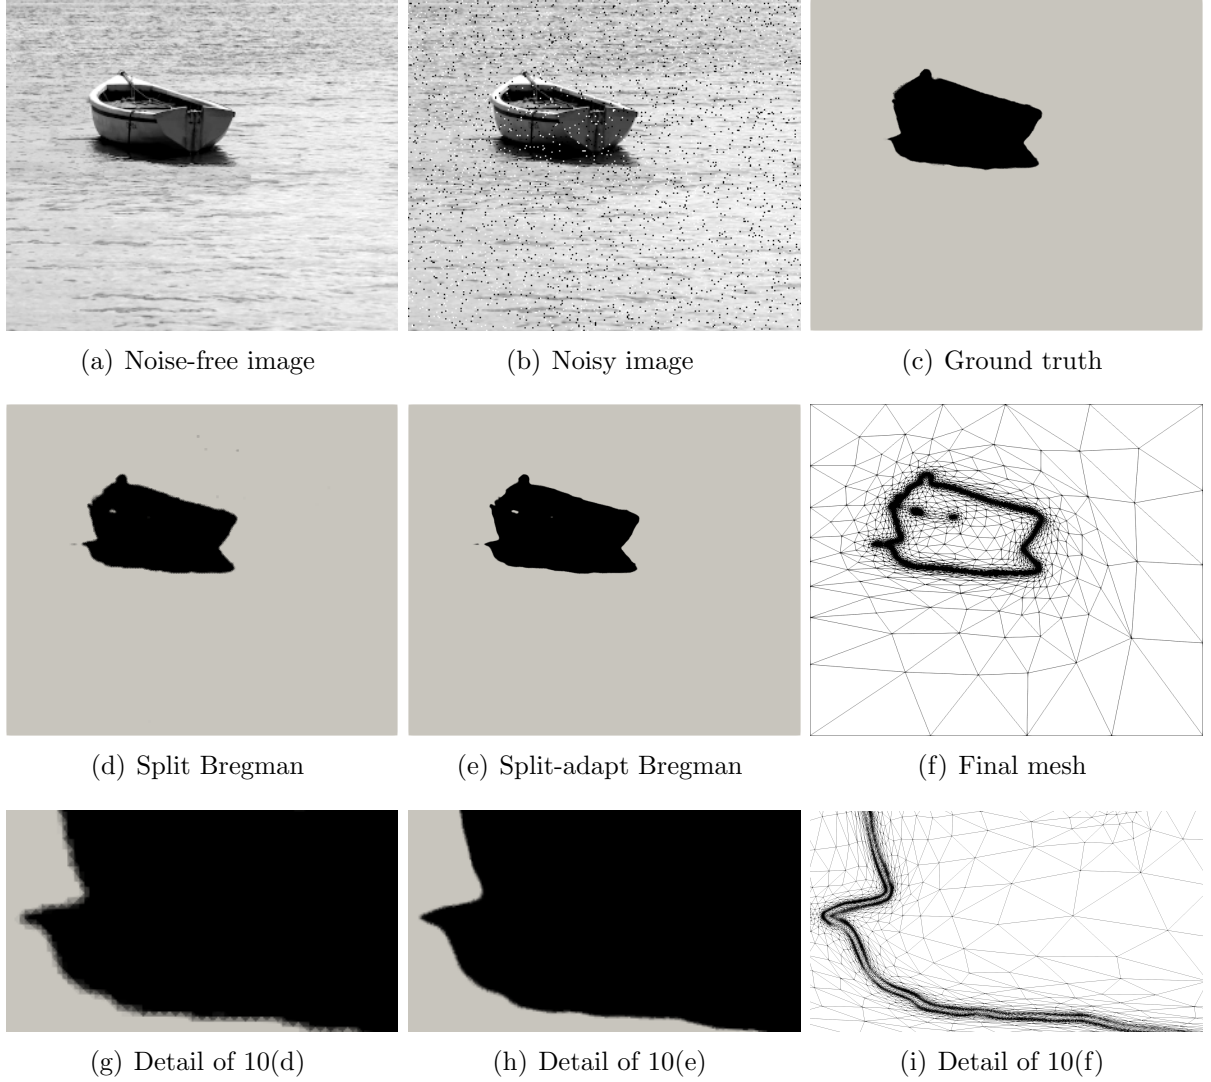 (a) Noise-free image
(b) Noisy image
(c) Ground truth
(d) Split Bregman
(e) Split-adapt Bregman
(f) Final mesh
(g) Detail of 10(d)
(h) Detail of 10(e)
(i) Detail of 10(f)